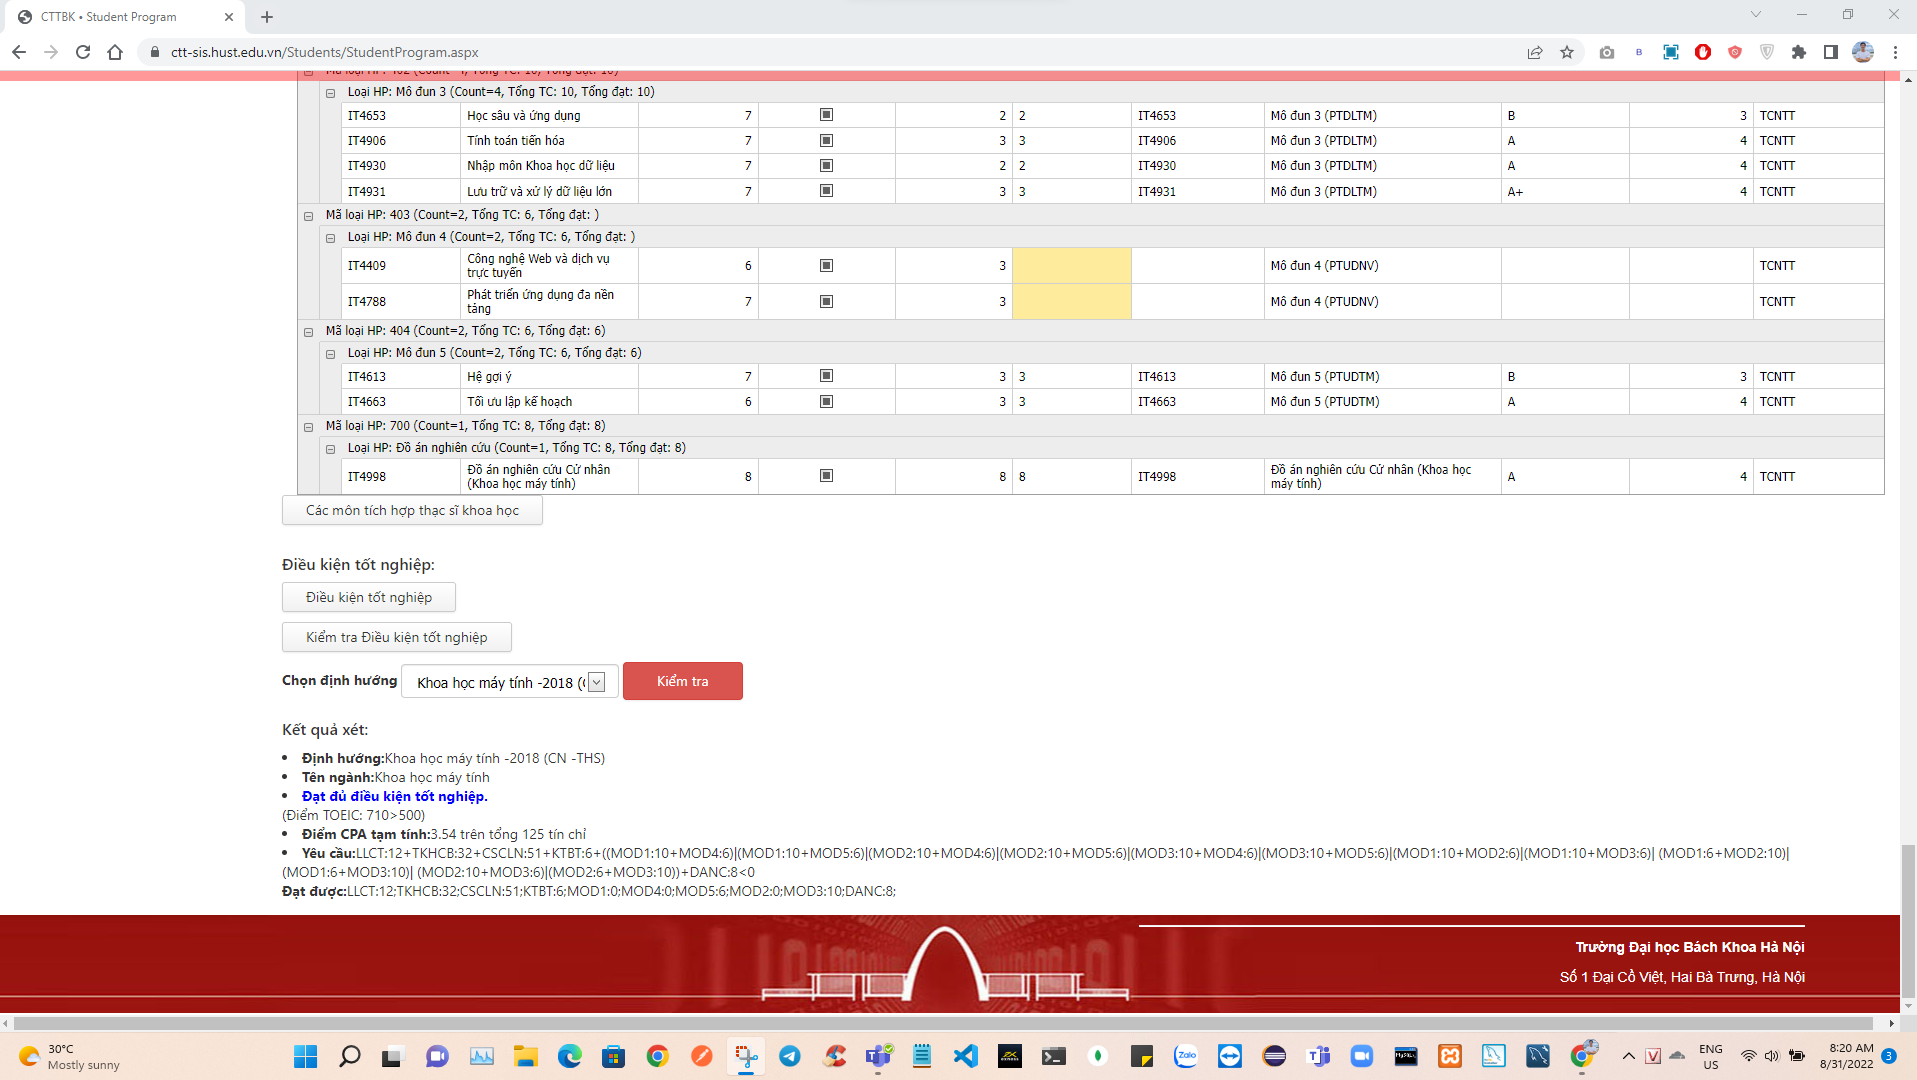 CTTBK • Student Program
ctt-sis.hust.edu.vn/Students/StudentProgram.aspx
Loại HP: Mô đun 3 (Count=4, Tổng TC: 10, Tổng đạt: 10)
IT4653 Học sâu và ứng dụng 7 2 2 IT4653 Mô đun 3 (PTDLTM) B 3 TCNTT
IT4906 Tính toán tiến hóa 7 3 3 IT4906 Mô đun 3 (PTDLTM) A 4 TCNTT
IT4930 Nhập môn Khoa học dữ liệu 7 2 2 IT4930 Mô đun 3 (PTDLTM) A 4 TCNTT
IT4931 Lưu trữ và xử lý dữ liệu lớn 7 3 3 IT4931 Mô đun 3 (PTDLTM) A+ 4 TCNTT
Mã loại HP: 403 (Count=2, Tổng TC: 6, Tổng đạt: )
Loại HP: Mô đun 4 (Count=2, Tổng TC: 6, Tổng đạt: )
IT4409 Công nghệ Web và dịch vụ trực tuyến 6 3 Mô đun 4 (PTUDNV) TCNTT
IT4788 Phát triển ứng dụng đa nền tảng 7 3 Mô đun 4 (PTUDNV) TCNTT
Mã loại HP: 404 (Count=2, Tổng TC: 6, Tổng đạt: 6)
Loại HP: Mô đun 5 (Count=2, Tổng TC: 6, Tổng đạt: 6)
IT4613 Hệ gợi ý 7 3 3 IT4613 Mô đun 5 (PTUDTM) B 3 TCNTT
IT4663 Tối ưu lập kế hoạch 6 3 3 IT4663 Mô đun 5 (PTUDTM) A 4 TCNTT
Mã loại HP: 700 (Count=1, Tổng TC: 8, Tổng đạt: 8)
Loại HP: Đồ án nghiên cứu (Count=1, Tổng TC: 8, Tổng đạt: 8)
IT4998 Đồ án nghiên cứu Cử nhân (Khoa học máy tính) 8 8 8 IT4998 Đồ án nghiên cứu Cử nhân (Khoa học máy tính) A 4 TCNTT
Các môn tích hợp thạc sĩ khoa học
Điều kiện tốt nghiệp:
Điều kiện tốt nghiệp
Kiểm tra Điều kiện tốt nghiệp
Chọn định hướng Khoa học máy tính -2018 (C Kiểm tra
Kết quả xét:
• Định hướng:Khoa học máy tính -2018 (CN -THS)
• Tên ngành:Khoa học máy tính
• Đạt đủ điều kiện tốt nghiệp.
(Điểm TOEIC: 710>500)
• Điểm CPA tạm tính:3.54 trên tổng 125 tín chỉ
• Yêu cầu:LLCT:12+TKHCB:32+CSCLN:51+KTBT:6+((MOD1:10+MOD4:6)|(MOD1:10+MOD5:6)|(MOD2:10+MOD4:6)|(MOD2:10+MOD5:6)|(MOD3:10+MOD4:6)|(MOD3:10+MOD5:6)|(MOD1:10+MOD2:6)|(MOD1:10+MOD3:6)| (MOD1:6+MOD2:10)|
(MOD1:6+MOD3:10)| (MOD2:10+MOD3:6)|(MOD2:6+MOD3:10))+DANC:8<0
Đạt được:LLCT:12;TKHCB:32;CSCLN:51;KTBT:6;MOD1:0;MOD4:0;MOD5:6;MOD2:0;MOD3:10;DANC:8;
Trường Đại học Bách Khoa Hà Nội
Số 1 Đại Cồ Việt, Hai Bà Trưng, Hà Nội
30°C
Mostly sunny
Zalo
ENG
US
8:20 AM
8/31/2022
3